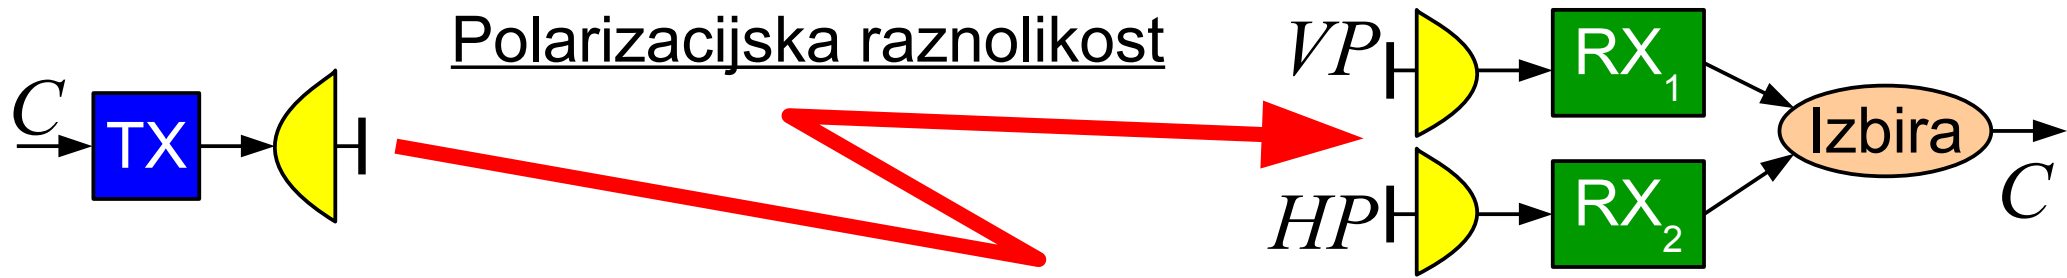 Polarizacijska raznolikost
C
TX
VP
RX1
HP
RX2
Izbira
C